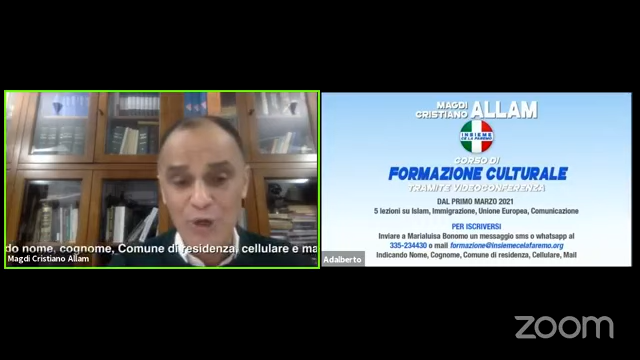 do nome, cognome, Comune di residenza, cellulare e ma
Magdi Cristiano Allam
MAGDI
CRISTIANO ALLAM
INSIEME
CE LA FAREMO
CORSO DI
FORMAZIONE CULTURALE
TRAMITE VIDEOCONFERENZA
DAL PRIMO MARZO 2021
5 lezioni su Islam, Immigrazione, Unione Europea, Comunicazione
PER ISCRIVERSI
Inviare a Marialuisa Bonomo un messaggio sms o whatsapp al
335-234430 o mail formazione@insiemecelafaremo.org
Indicando Nome, Cognome, Comune di residenza, Cellulare, Mail
Adalberto
zoom